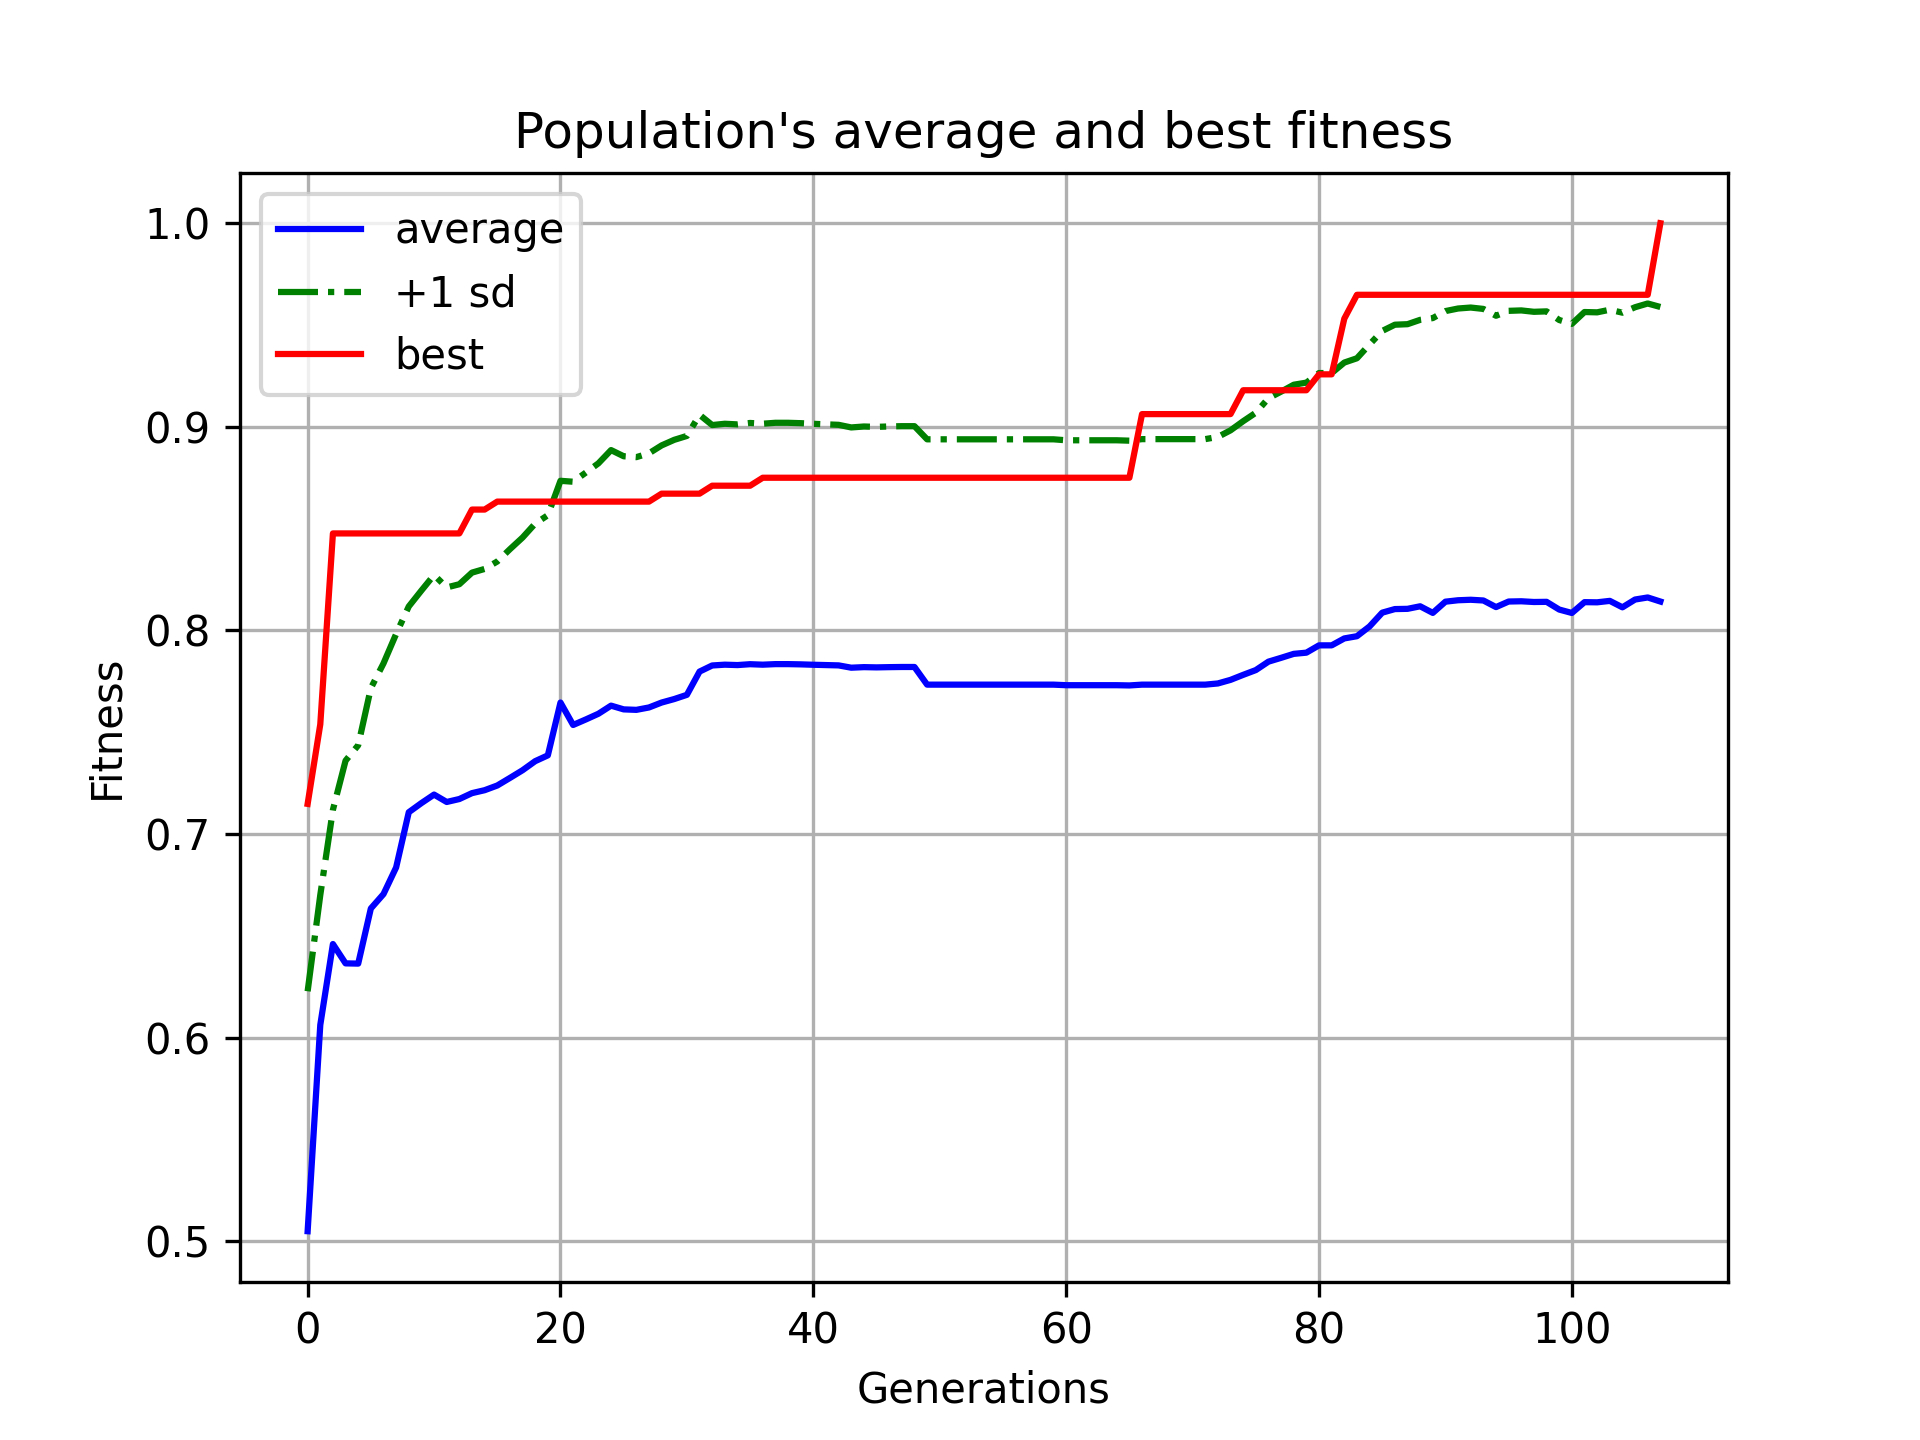 Population's average and best fitness
average
+1 sd
best
1.0
0.9
0.8
0.7
0.6
0.5
Fitness
0 20 40 60 80 100
Generations